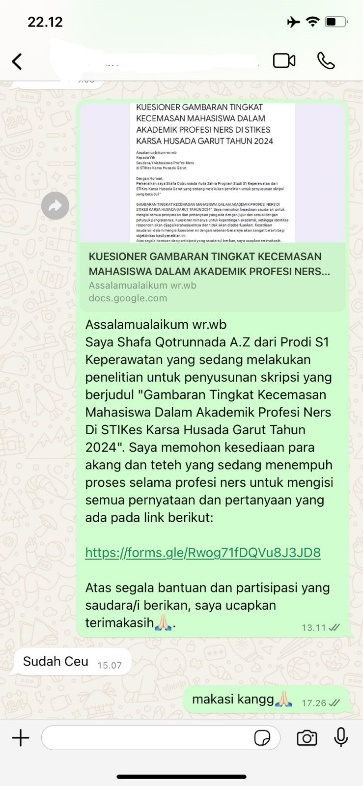 22.12
KUESIONER GAMBARAN TINGKAT
KECEMASAN MAHASISWA DALAM
AKADEMIK PROFESI NERS DI STIKES
KARSA HUSADA GARUT TAHUN 2024
Assalamualaikum wr.wb
KUESIONER GAMBARAN TINGKAT KECEMASAN
MAHASISWA DALAM AKADEMIK PROFESI NERS...
Assalamualaikum wr.wb
docs.google.com
Assalamualaikum wr.wb
Saya Shafa Qotrunnada A.Z dari Prodi S1
Keperawatan yang sedang melakukan
penelitian untuk penyusunan skripsi yang
berjudul "Gambaran Tingkat Kecemasan
Mahasiswa Dalam Akademik Profesi Ners
Di STIKes Karsa Husada Garut Tahun
2024". Saya memohon kesediaan para
akang dan teteh yang sedang menempuh
proses selama profesi ners untuk mengisi
semua pernyataan dan pertanyaan yang
ada pada link berikut:
https://forms.gle/Rwog71fDQVu8J3JD8
Atas segala bantuan dan partisipasi yang
saudara/i berikan, saya ucapkan
terimakasih🙏🏻.
13.11
Sudah Ceu 15.07
makasi kangg🙏🏻 17.26